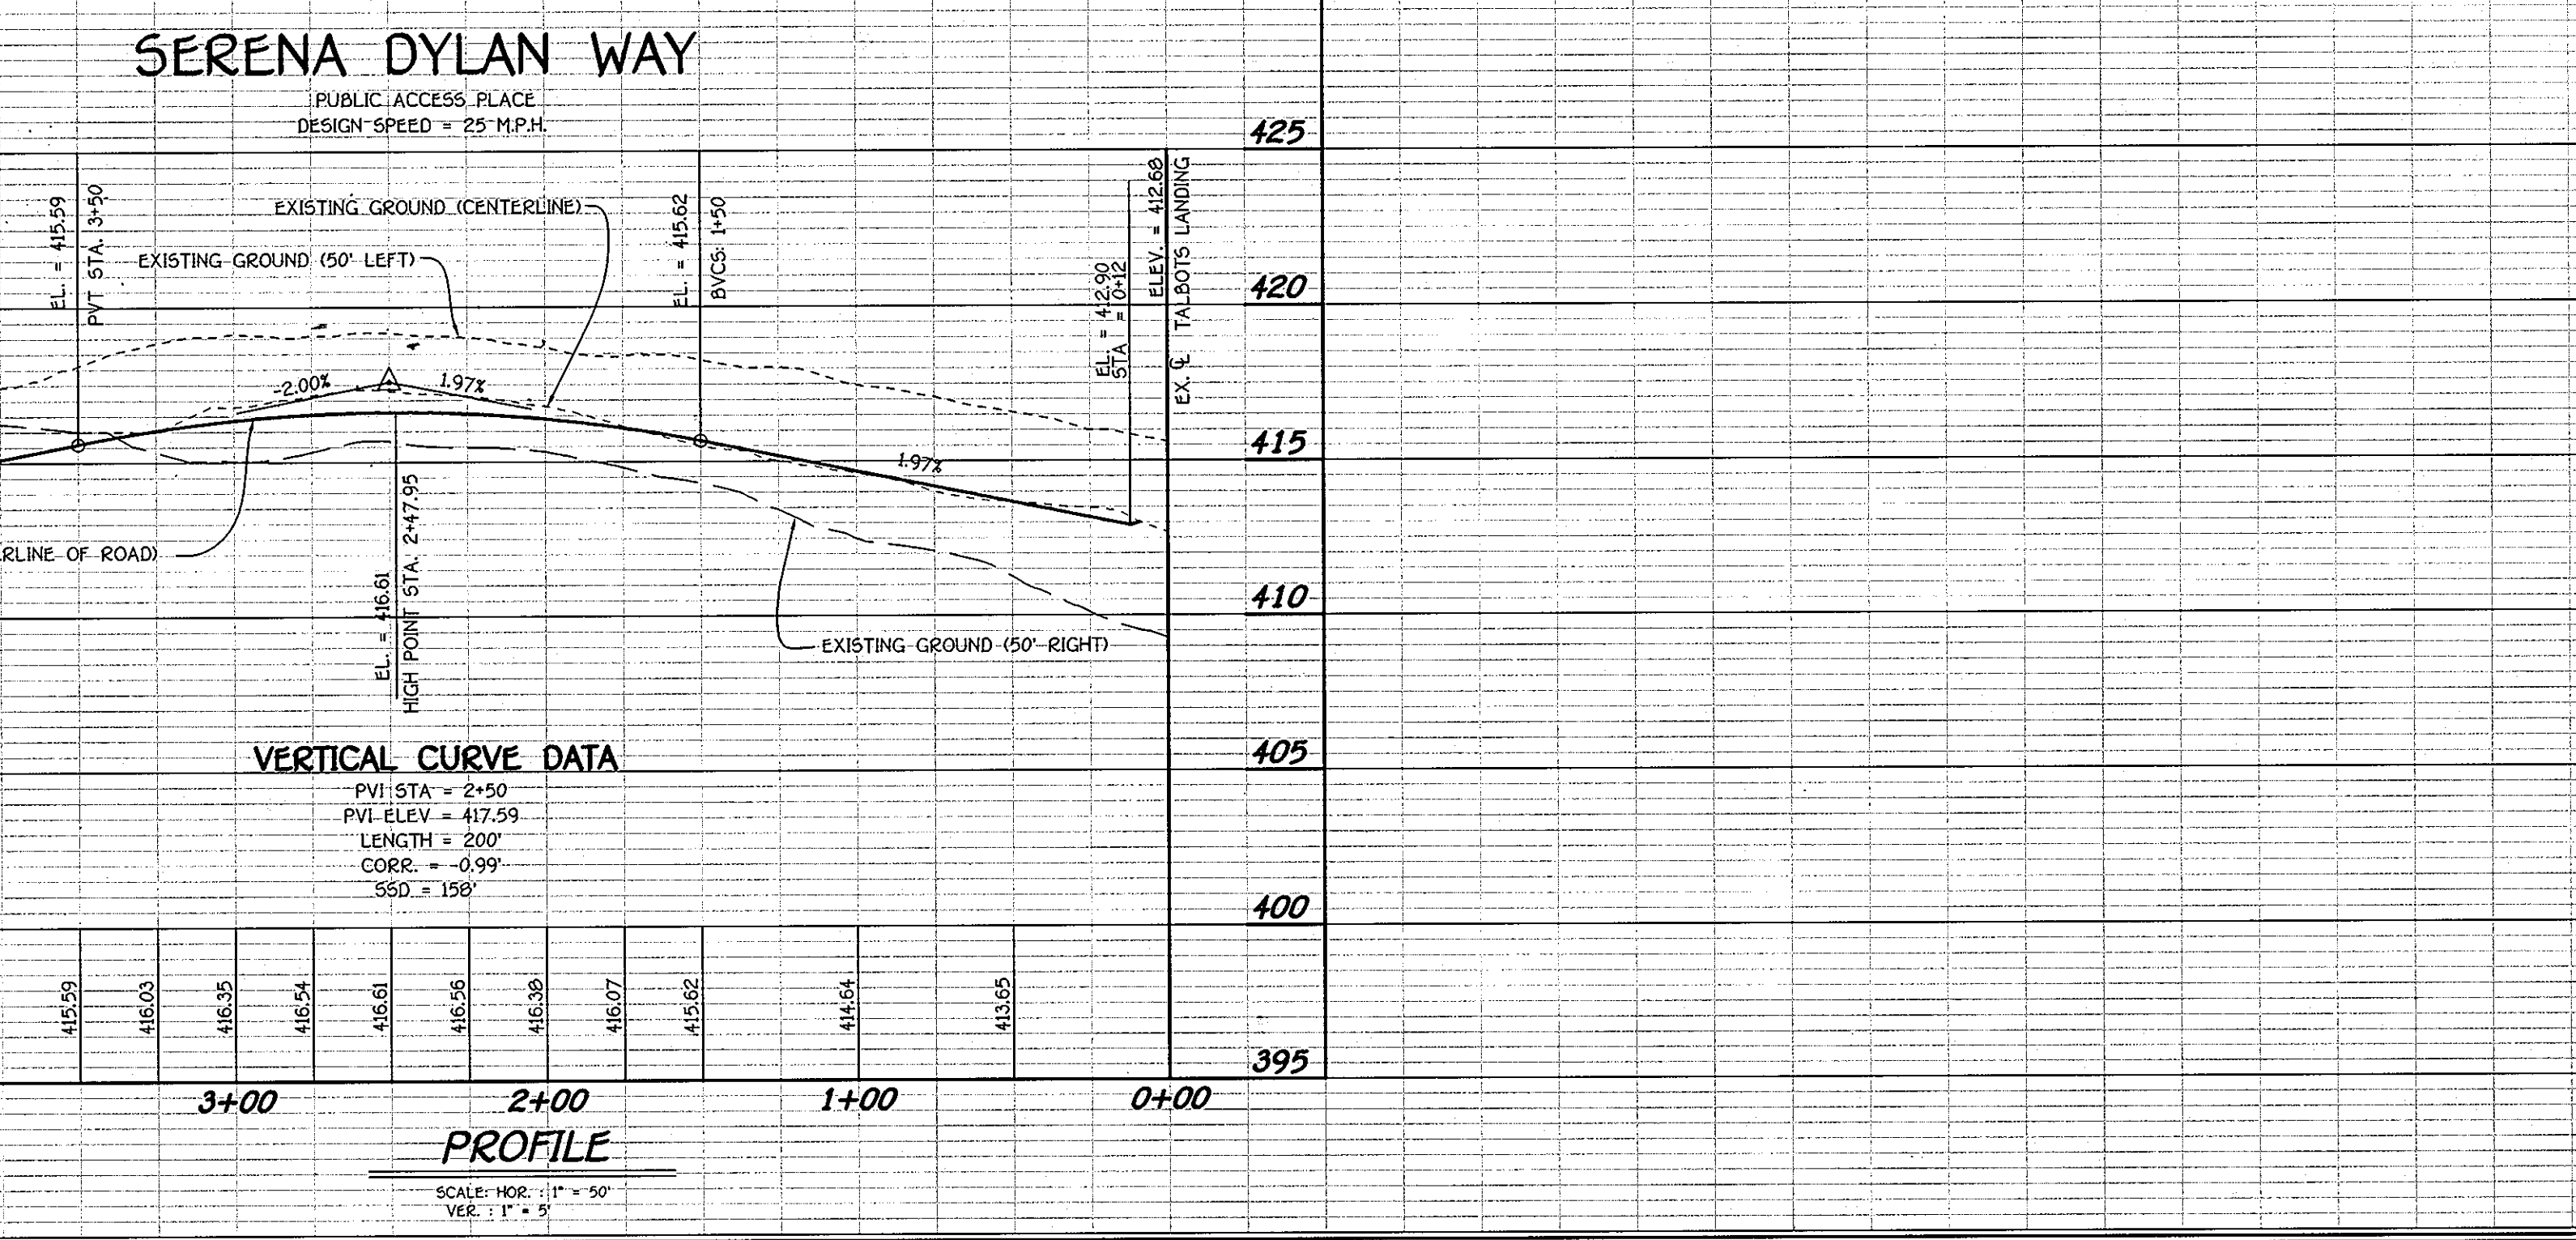 SERENA DYLAN WAY
PUBLIC ACCESS PLACE
DESIGN SPEED = 25 M.P.H.
425
420
415
410
405
400
395
EL. = 415.59
PVT STA. 3+50
EXISTING GROUND (CENTERLINE)
EXISTING GROUND (50' LEFT)
EL. = 415.62
BVCS: 1+50
EL. = 412.90
STA = 0+12
ELEV. = 412.68
EX. ℄ TALBOTS LANDING
-2.00%
1.97%
1.97%
RLINE OF ROAD)
EL. = 416.61
HIGH POINT STA. 2+47.95
EXISTING GROUND (50' RIGHT)
VERTICAL CURVE DATA
PVI STA = 2+50
PVI ELEV = 417.59
LENGTH = 200'
CORR. = -0.99'
SSD = 158'
415.59
416.03
416.35
416.54
416.61
416.56
416.38
416.07
415.62
414.64
413.65
3+00
2+00
1+00
0+00
PROFILE
SCALE: HOR. : 1" = 50'
VER. : 1" = 5'